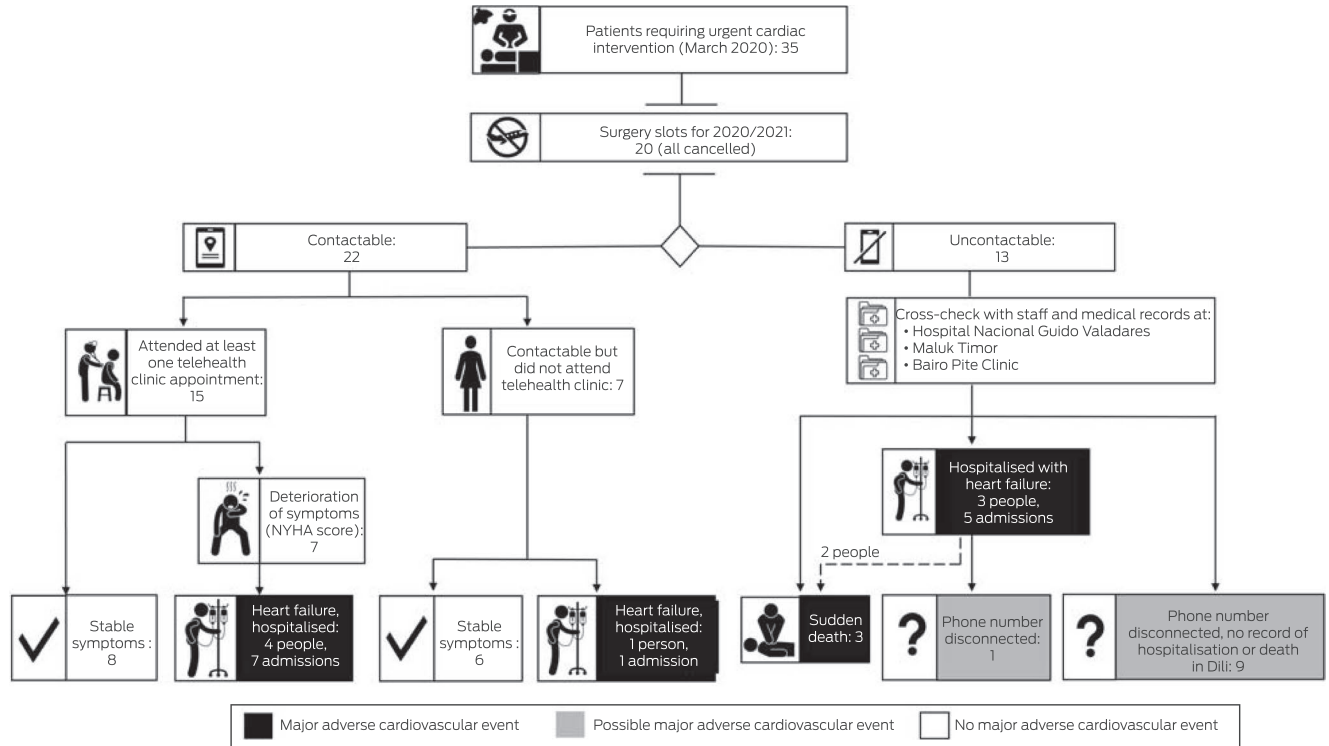 Patients requiring urgent cardiac
intervention (March 2020): 35
Surgery slots for 2020/2021:
20 (all cancelled)
Contactable:
22
Uncontactable:
13
Cross-check with staff and medical records at:
• Hospital Nacional Guido Valadares
• Maluk Timor
• Bairo Pite Clinic
Attended at least
one telehealth
clinic appointment:
15
Contactable but
did not attend
telehealth clinic: 7
Hospitalised with
heart failure:
3 people,
5 admissions
Deterioration
of symptoms
(NYHA score):
7
2 people
Stable
symptoms :
8
Heart failure,
hospitalised:
4 people,
7 admissions
Stable
symptoms :
6
Heart failure,
hospitalised:
1 person,
1 admission
Sudden
death: 3
Phone number
disconnected:
1
Phone number
disconnected, no record of
hospitalisation or death
in Dili: 9
Major adverse cardiovascular event
Possible major adverse cardiovascular event
No major adverse cardiovascular event